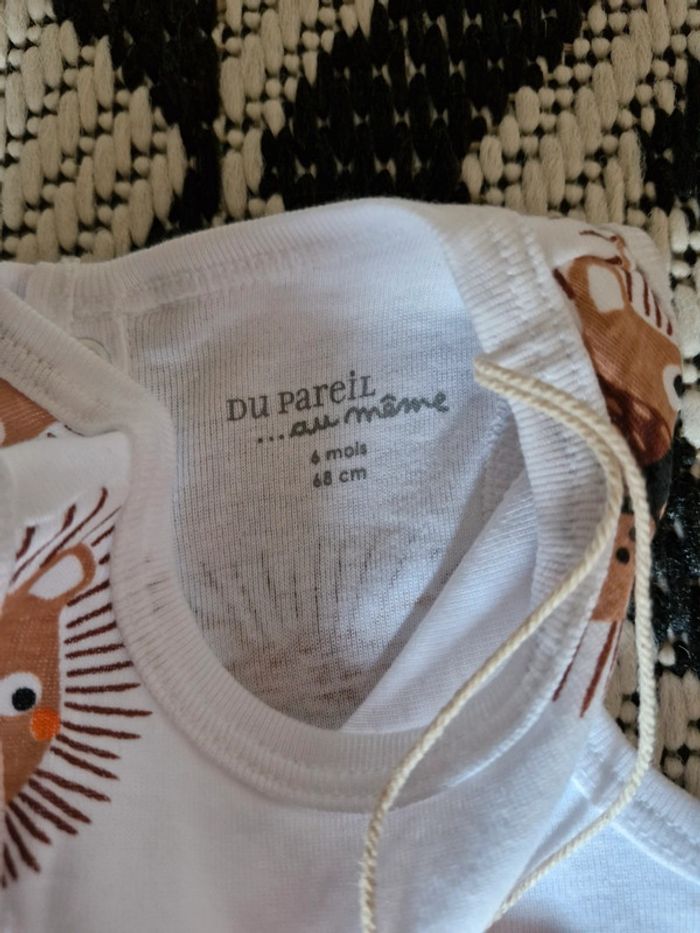 DU PAREIL
...au même
6 mois
68 cm